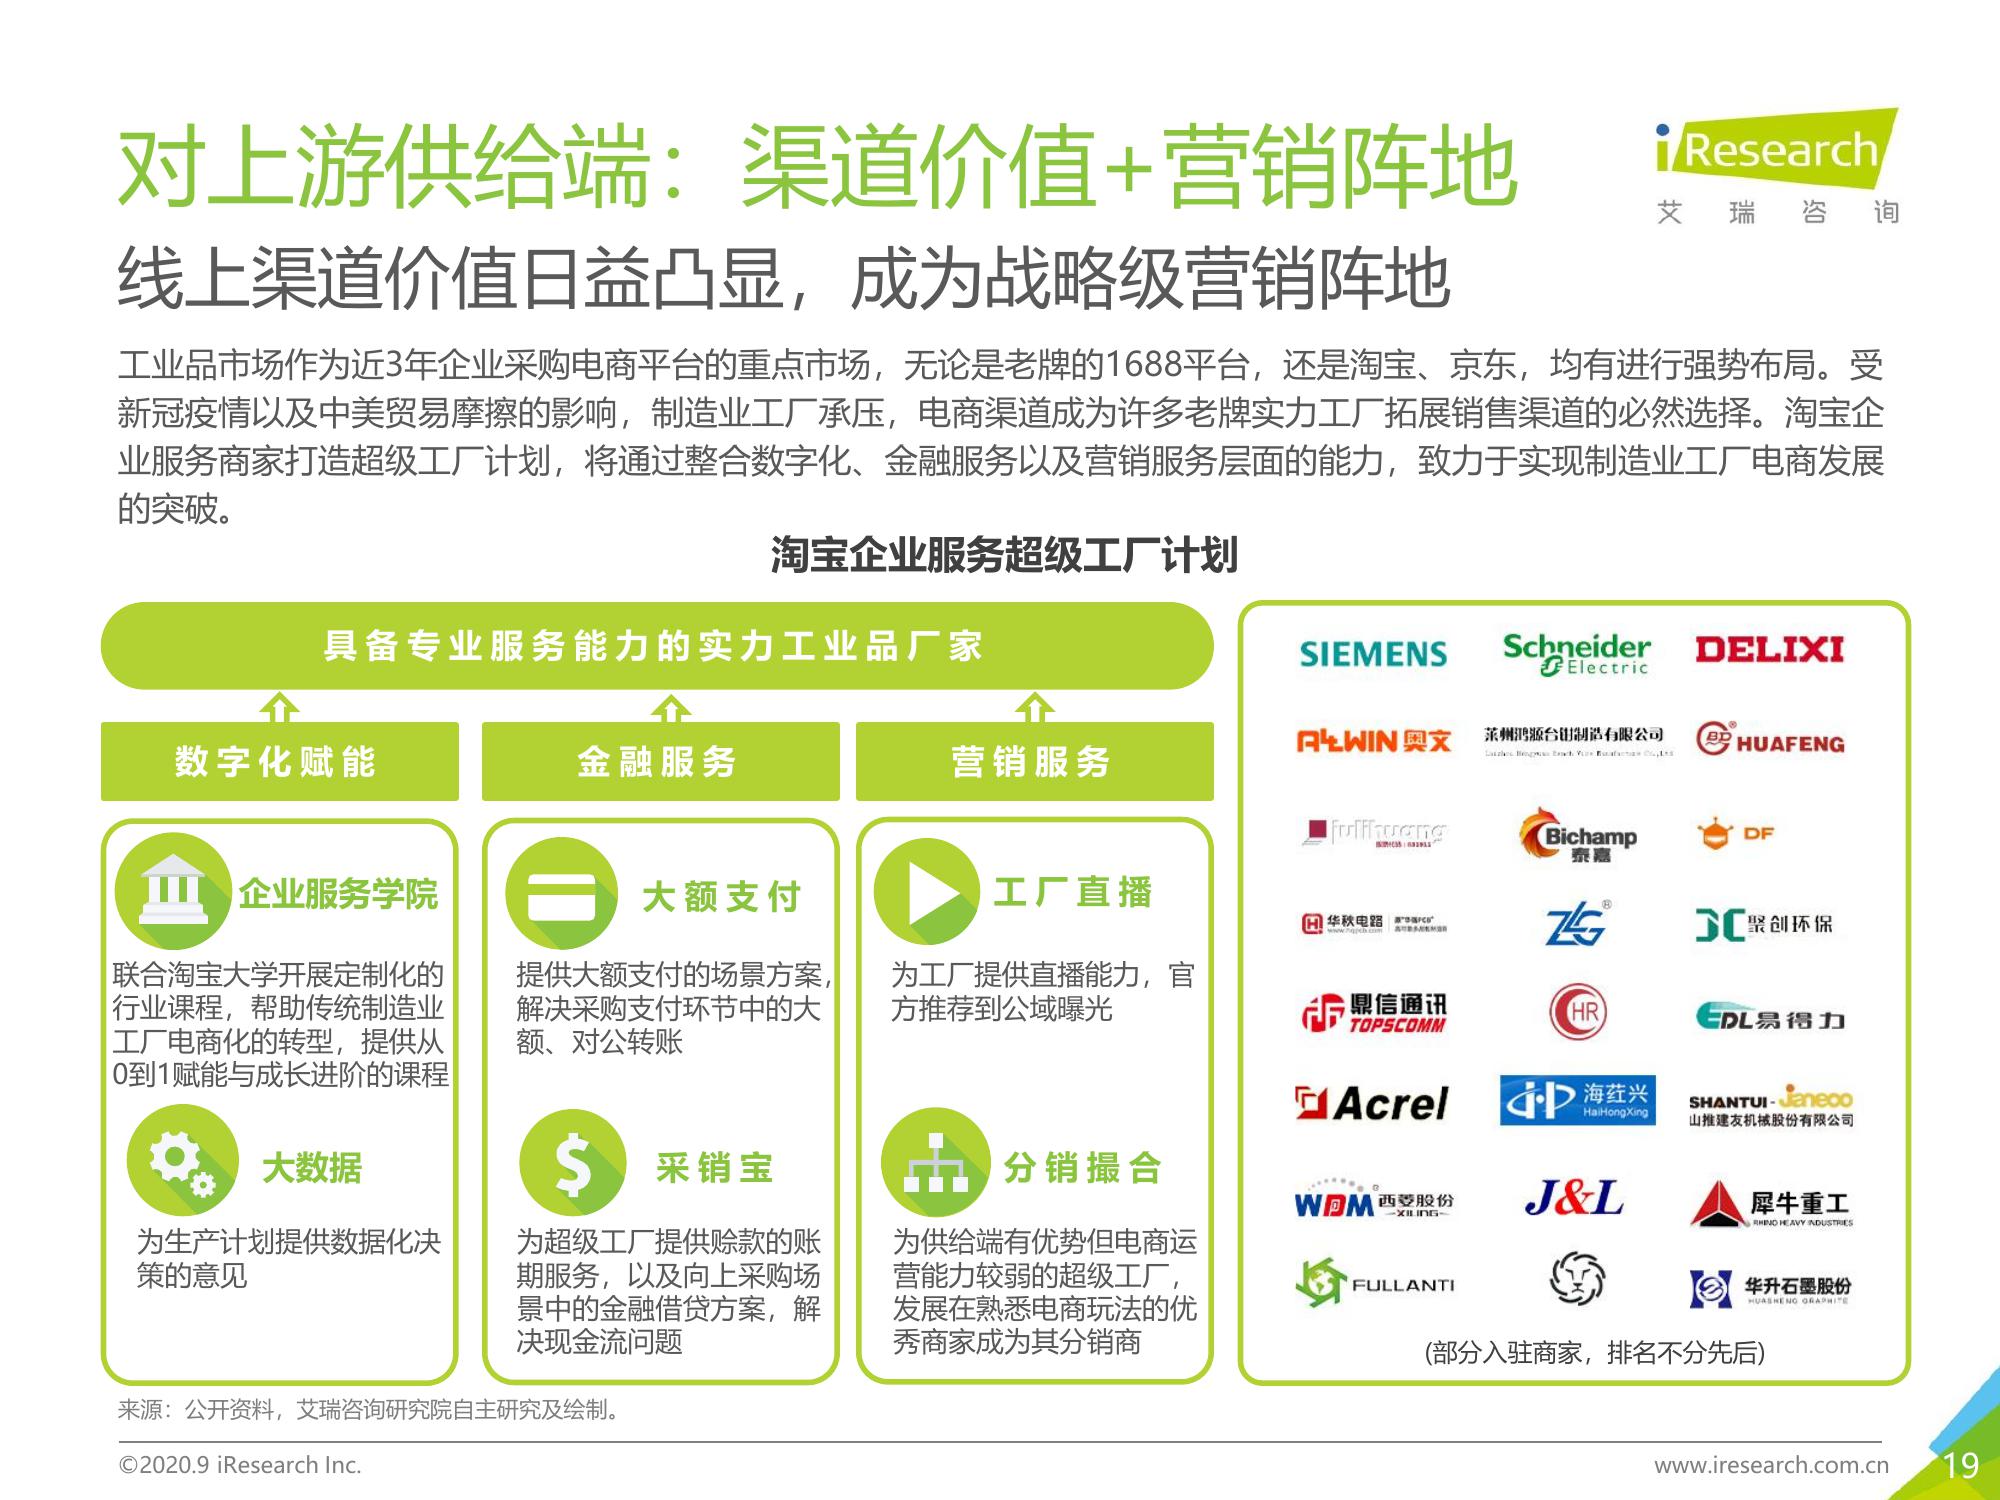 对上游供给端：渠道价值+营销阵地
iResearch
艾瑞咨询
线上渠道价值日益凸显，成为战略级营销阵地
工业品市场作为近3年企业采购电商平台的重点市场，无论是老牌的1688平台，还是淘宝、京东，均有进行强势布局。受
新冠疫情以及中美贸易摩擦的影响，制造业工厂承压，电商渠道成为许多老牌实力工厂拓展销售渠道的必然选择。淘宝企
业服务商家打造超级工厂计划，将通过整合数字化、金融服务以及营销服务层面的能力，致力于实现制造业工厂电商发展
的突破。
淘宝企业服务超级工厂计划
具备专业服务能力的实力工业品厂家
数字化赋能
企业服务学院
联合淘宝大学开展定制化的
行业课程，帮助传统制造业
工厂电商化的转型，提供从
0到1赋能与成长进阶的课程
大数据
为生产计划提供数据化决
策的意见
金融服务
大额支付
提供大额支付的场景方案，
解决采购支付环节中的大
额、对公转账
采销宝
为超级工厂提供赊款的账
期服务，以及向上采购场
景中的金融借贷方案，解
决现金流问题
营销服务
工厂直播
为工厂提供直播能力，官
方推荐到公域曝光
分销撮合
为供给端有优势但电商运
营能力较弱的超级工厂，
发展在熟悉电商玩法的优
秀商家成为其分销商
SIEMENS
Schneider
Electric
DELIXI
ALLWIN 奥文
莱州鸿源台钳制造有限公司
HUAFENG
julihuang
Bichamp
泰嘉
DF
华秋电路
ZLG®
聚创环保
鼎信通讯
TOPSCOMM
HR
EDL易得力
Acrel
海荭兴
HaiHongXing
SHANTUI-Janeoo
山推建友机械股份有限公司
WDM 西菱股份
XILING
J&L
犀牛重工
RHINO HEAVY INDUSTRIES
FULLANTI
华升石墨股份
HUASHENG GRAPHITE
(部分入驻商家，排名不分先后)
来源：公开资料，艾瑞咨询研究院自主研究及绘制。
©2020.9 iResearch Inc.
www.iresearch.com.cn
19